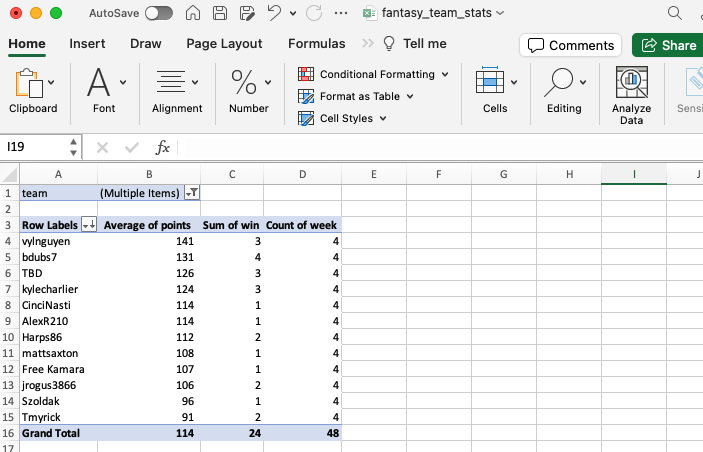 AutoSave ... fantasy_team_stats
Home Insert Draw Page Layout Formulas >> Tell me Comments Share
Clipboard Font Alignment Number Conditional Formatting Format as Table Cell Styles Cells Editing Analyze Data
I19 fx
A B C D E F G H I J
1 team (Multiple Items)
2
3 Row Labels Average of points Sum of win Count of week
4 vylnguyen 141 3 4
5 bdubs7 131 4 4
6 TBD 126 3 4
7 kylecharlier 124 3 4
8 CinciNasti 114 1 4
9 AlexR210 114 1 4
10 Harps86 112 2 4
11 mattsaxton 108 1 4
12 Free Kamara 107 1 4
13 jrogus3866 106 2 4
14 Szoldak 96 1 4
15 Tmyrick 91 2 4
16 Grand Total 114 24 48
17